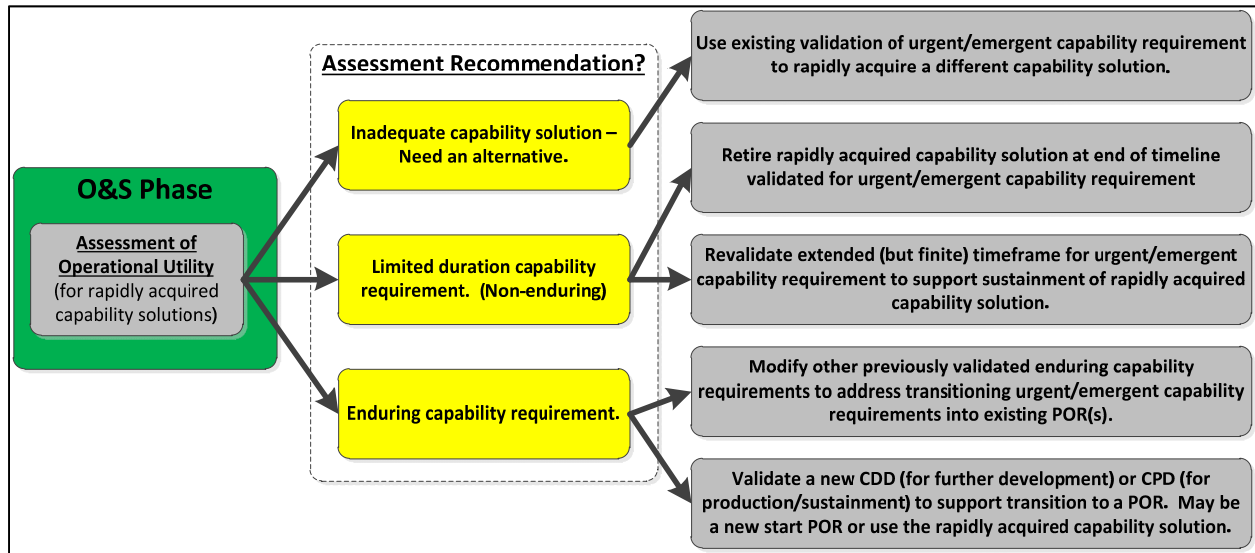 O&S Phase
Assessment of
Operational Utility
(for rapidly acquired
capability solutions)
Assessment Recommendation?
Inadequate capability solution –
Need an alternative.
Limited duration capability
requirement.  (Non-enduring)
Enduring capability requirement.
Use existing validation of urgent/emergent capability requirement
to rapidly acquire a different capability solution.
Retire rapidly acquired capability solution at end of timeline
validated for urgent/emergent capability requirement
Revalidate extended (but finite) timeframe for urgent/emergent
capability requirement to support sustainment of rapidly acquired
capability solution.
Modify other previously validated enduring capability
requirements to address transitioning urgent/emergent capability
requirements into existing POR(s).
Validate a new CDD (for further development) or CPD (for
production/sustainment) to support transition to a POR.  May be
a new start POR or use the rapidly acquired capability solution.